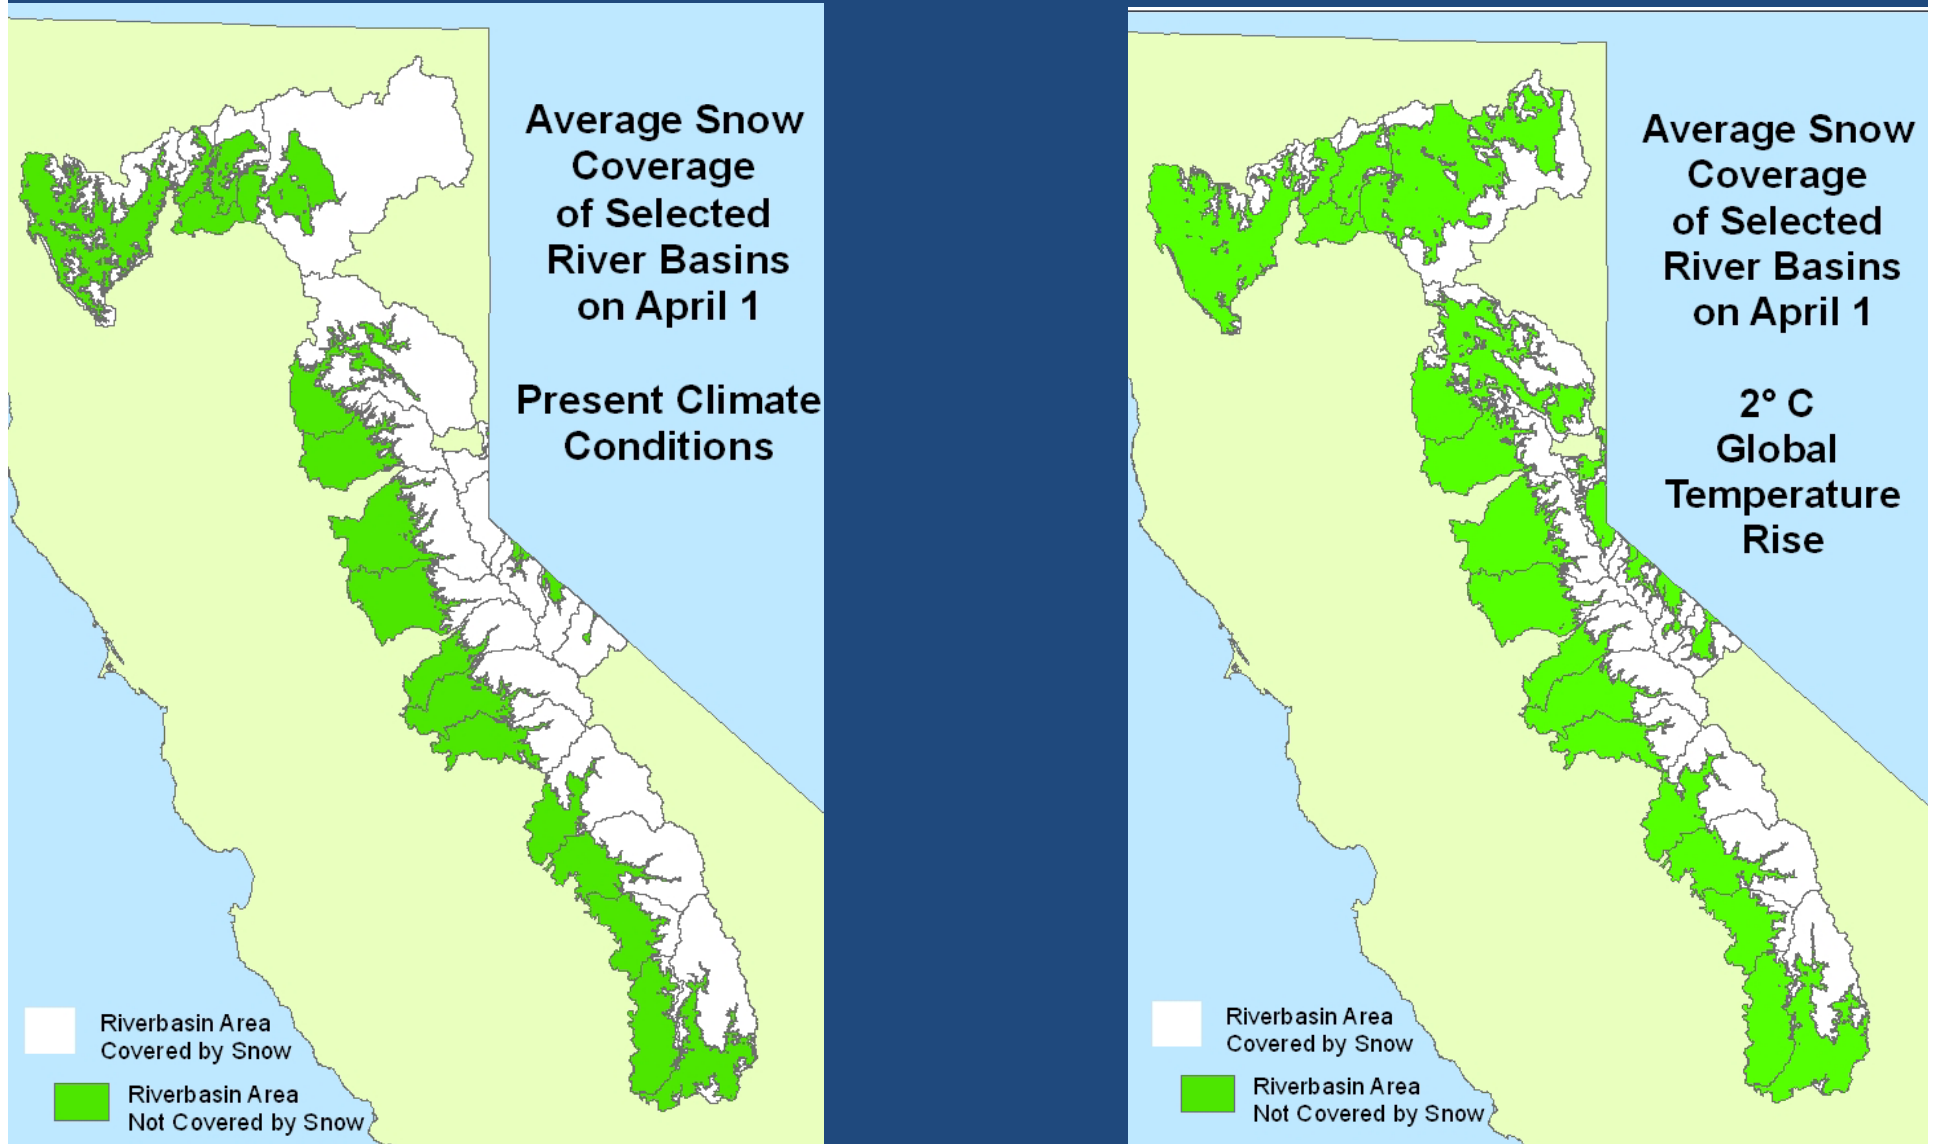 Average Snow
Coverage
of Selected
River Basins
on April 1
Present Climate
Conditions
Riverbasin Area
Covered by Snow
Riverbasin Area
Not Covered by Snow
Average Snow
Coverage
of Selected
River Basins
on April 1
2° C
Global
Temperature
Rise
Riverbasin Area
Covered by Snow
Riverbasin Area
Not Covered by Snow